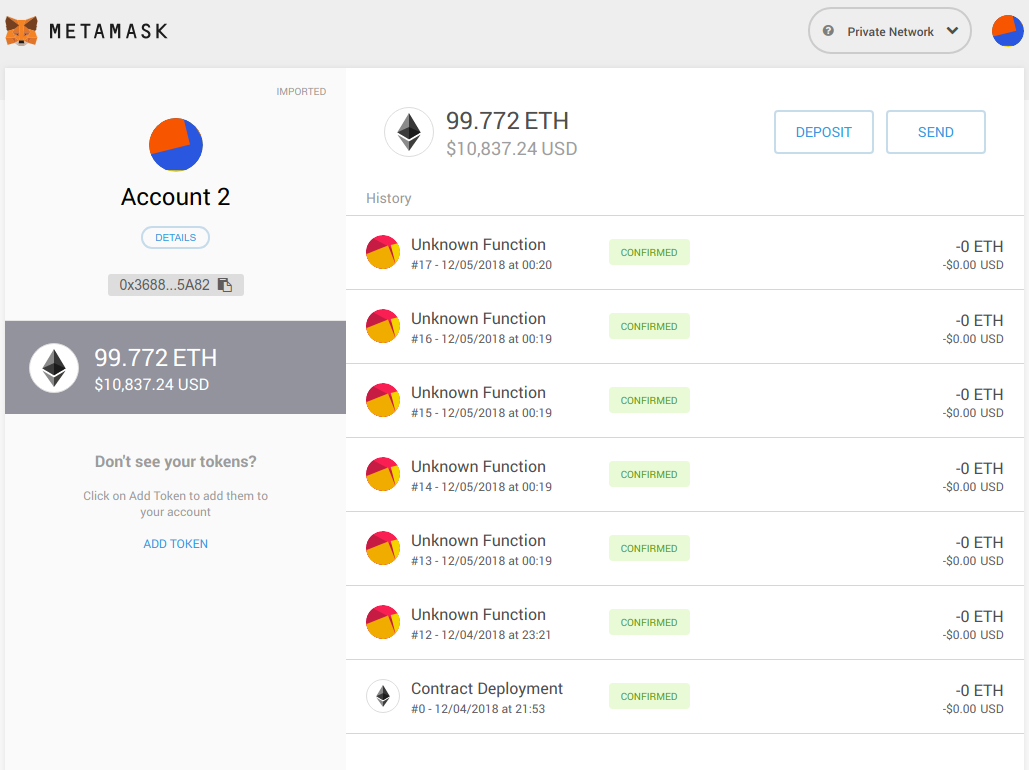 METAMASK
Private Network
IMPORTED
Account 2
DETAILS
0x3688...5A82
99.772 ETH
$10,837.24 USD
Don't see your tokens?
Click on Add Token to add them to
your account
ADD TOKEN
99.772 ETH
$10,837.24 USD
DEPOSIT
SEND
History
Unknown Function
#17 - 12/05/2018 at 00:20
CONFIRMED
-0 ETH
-$0.00 USD
Unknown Function
#16 - 12/05/2018 at 00:19
CONFIRMED
-0 ETH
-$0.00 USD
Unknown Function
#15 - 12/05/2018 at 00:19
CONFIRMED
-0 ETH
-$0.00 USD
Unknown Function
#14 - 12/05/2018 at 00:19
CONFIRMED
-0 ETH
-$0.00 USD
Unknown Function
#13 - 12/05/2018 at 00:19
CONFIRMED
-0 ETH
-$0.00 USD
Unknown Function
#12 - 12/04/2018 at 23:21
CONFIRMED
-0 ETH
-$0.00 USD
Contract Deployment
#0 - 12/04/2018 at 21:53
CONFIRMED
-0 ETH
-$0.00 USD